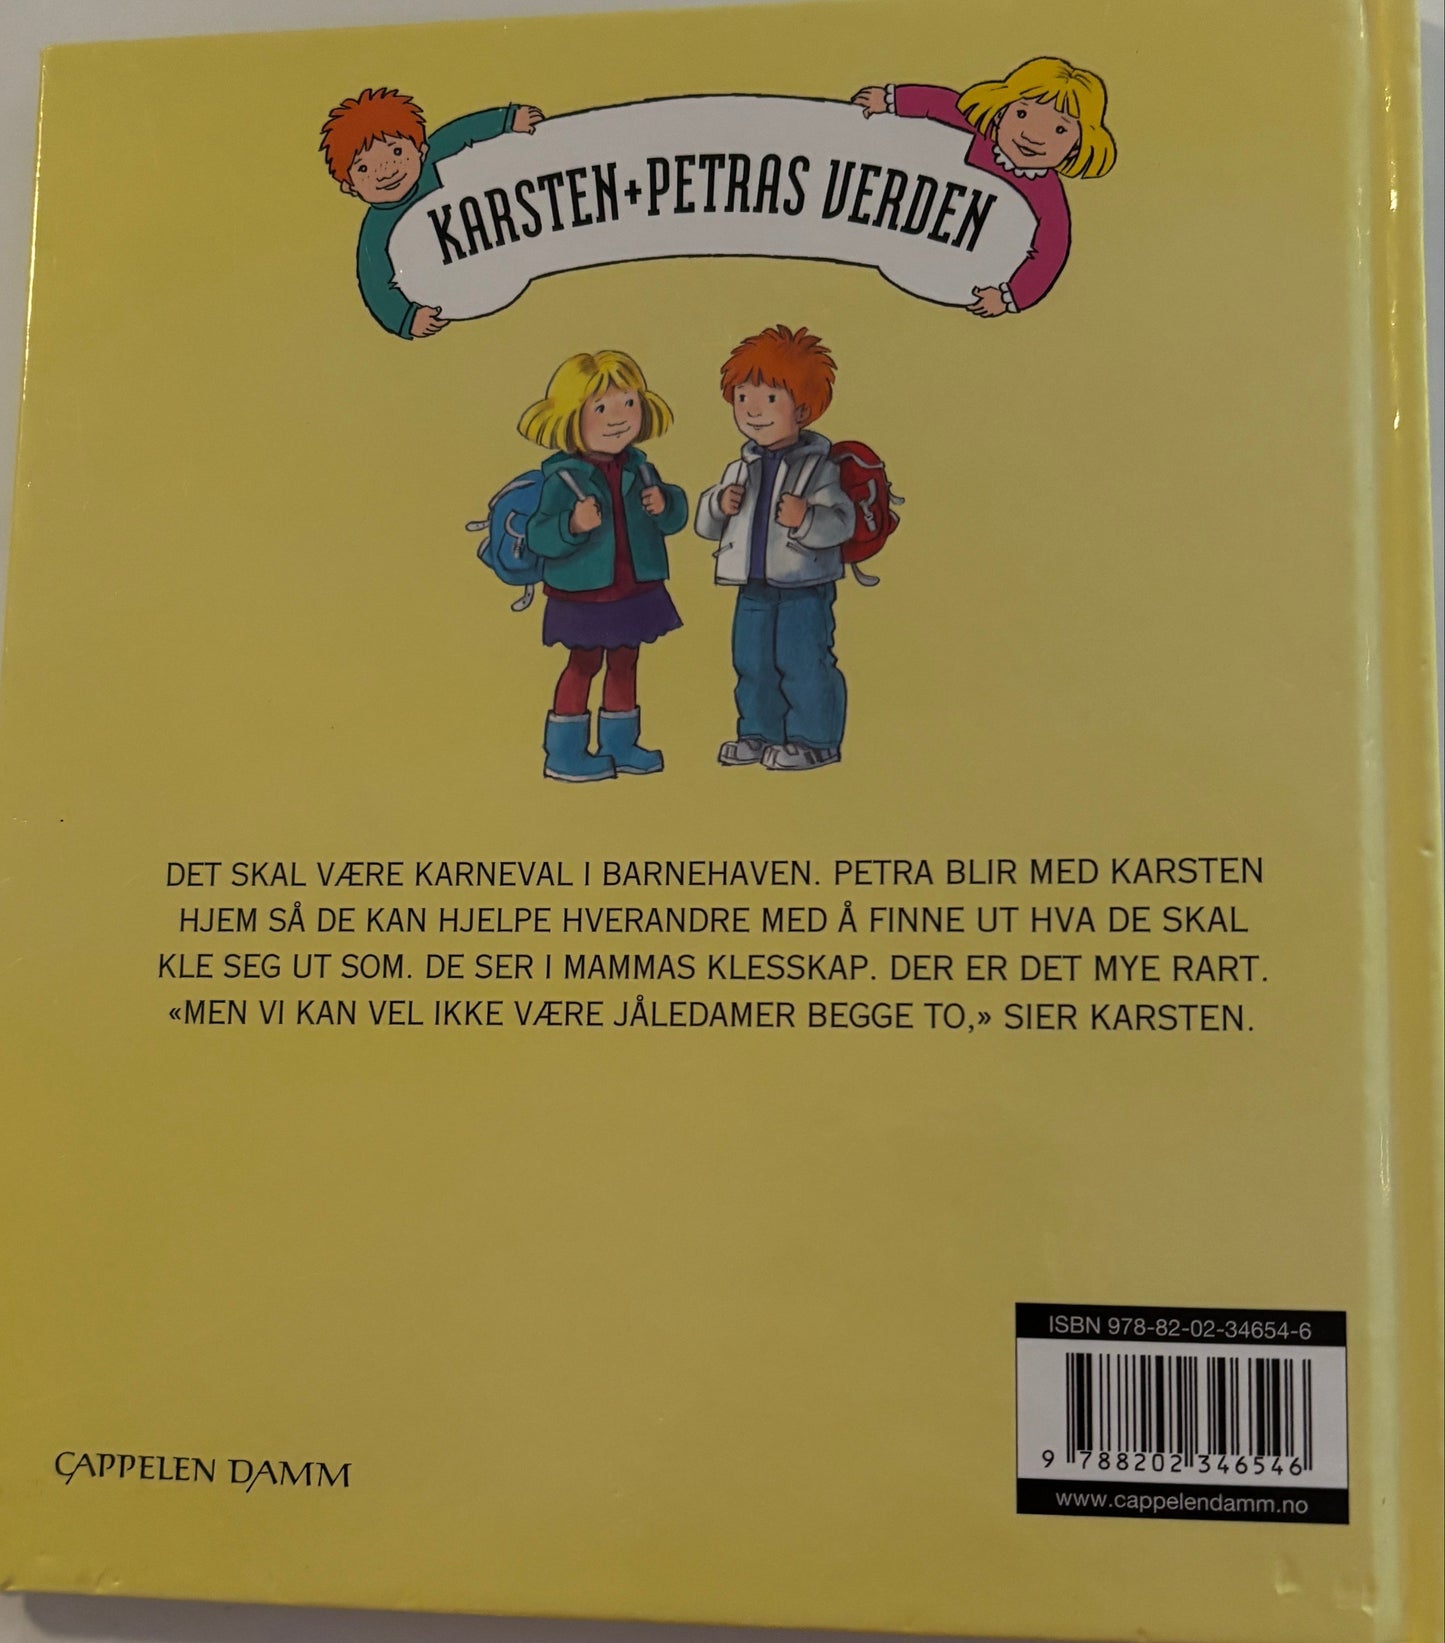 KARSTEN+PETRAS VERDEN
DET SKAL VÆRE KARNEVAL I BARNEHAVEN. PETRA BLIR MED KARSTEN
HJEM SÅ DE KAN HJELPE HVERANDRE MED Å FINNE UT HVA DE SKAL
KLE SEG UT SOM. DE SER I MAMMAS KLESSKAP. DER ER DET MYE RART.
«MEN VI KAN VEL IKKE VÆRE JÅLEDAMER BEGGE TO,» SIER KARSTEN.
ISBN 978-82-02-34654-6
9 788202 346546
www.cappelendamm.no
CAPPELEN DAMM